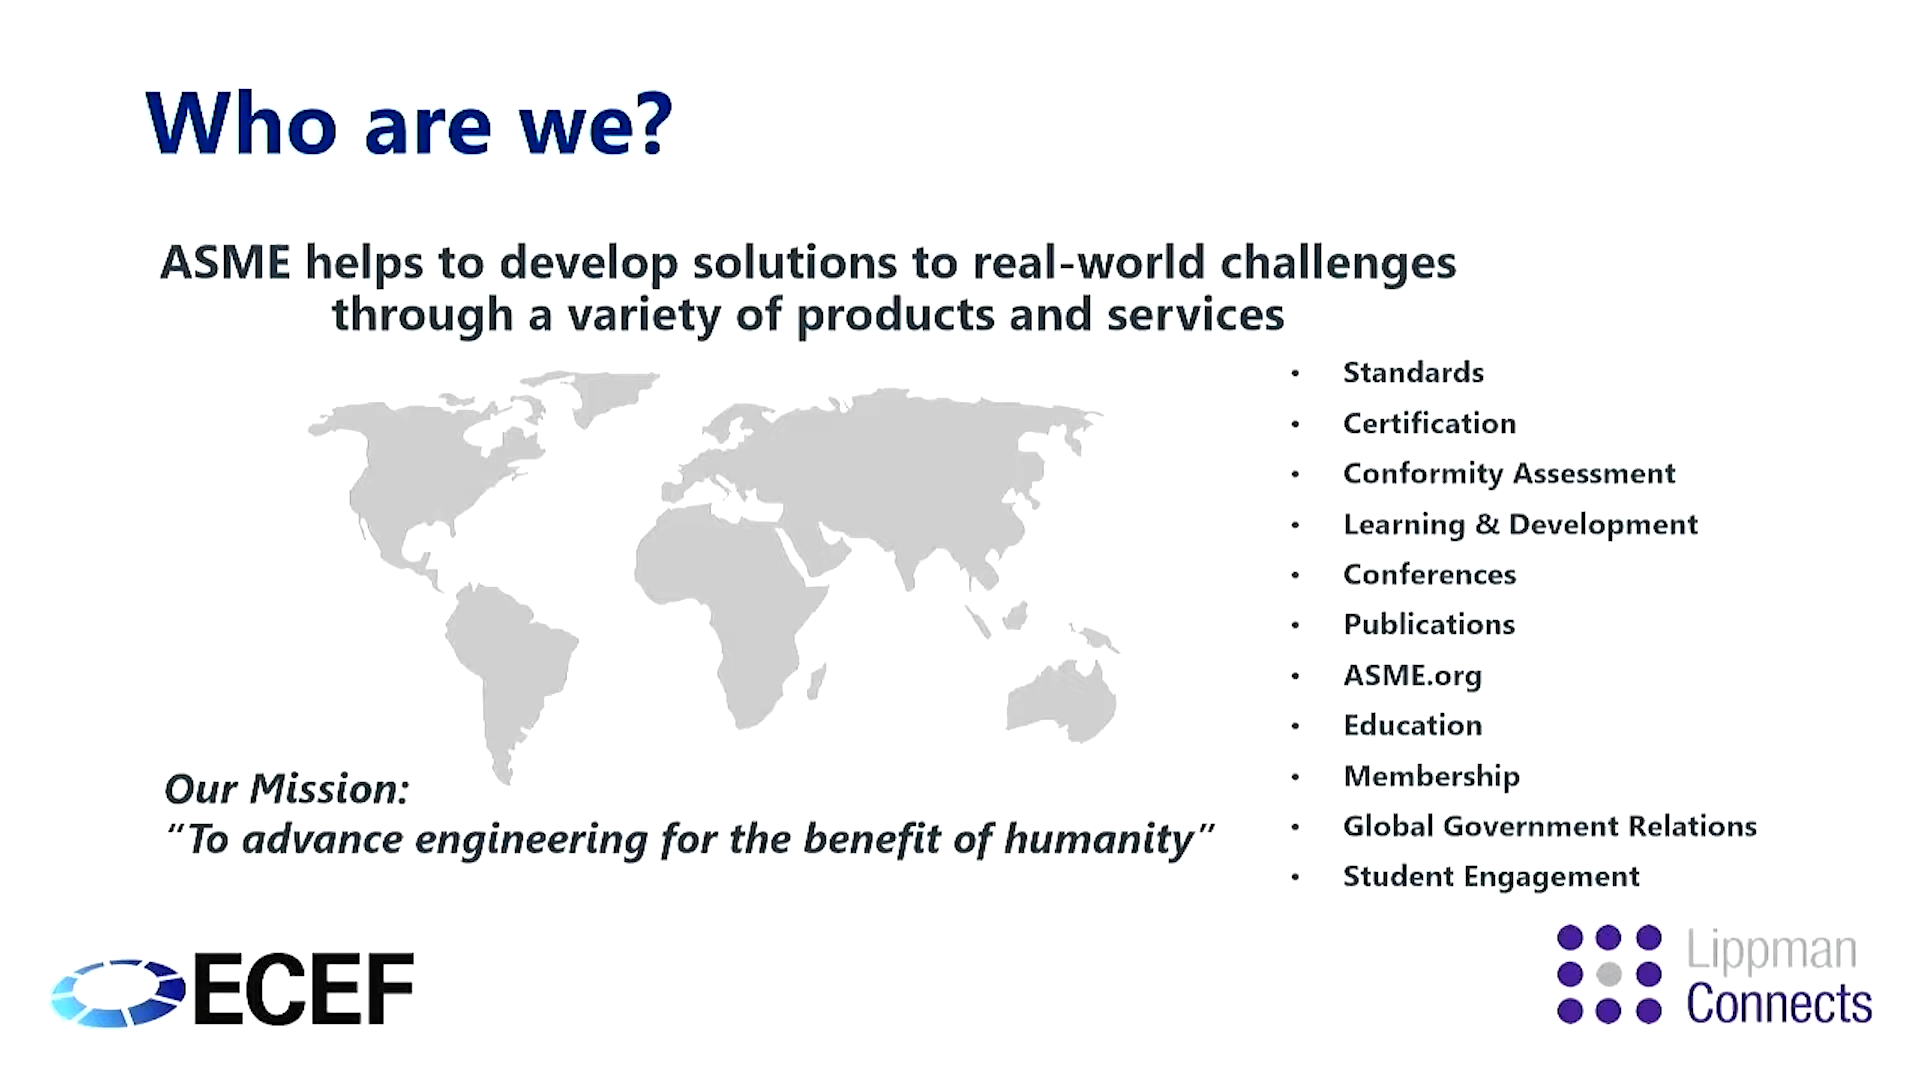 Who are we?
ASME helps to develop solutions to real-world challenges
through a variety of products and services
• Standards
• Certification
• Conformity Assessment
• Learning & Development
• Conferences
• Publications
• ASME.org
• Education
• Membership
• Global Government Relations
• Student Engagement
Our Mission:
“To advance engineering for the benefit of humanity”
ECEF
Lippman
Connects